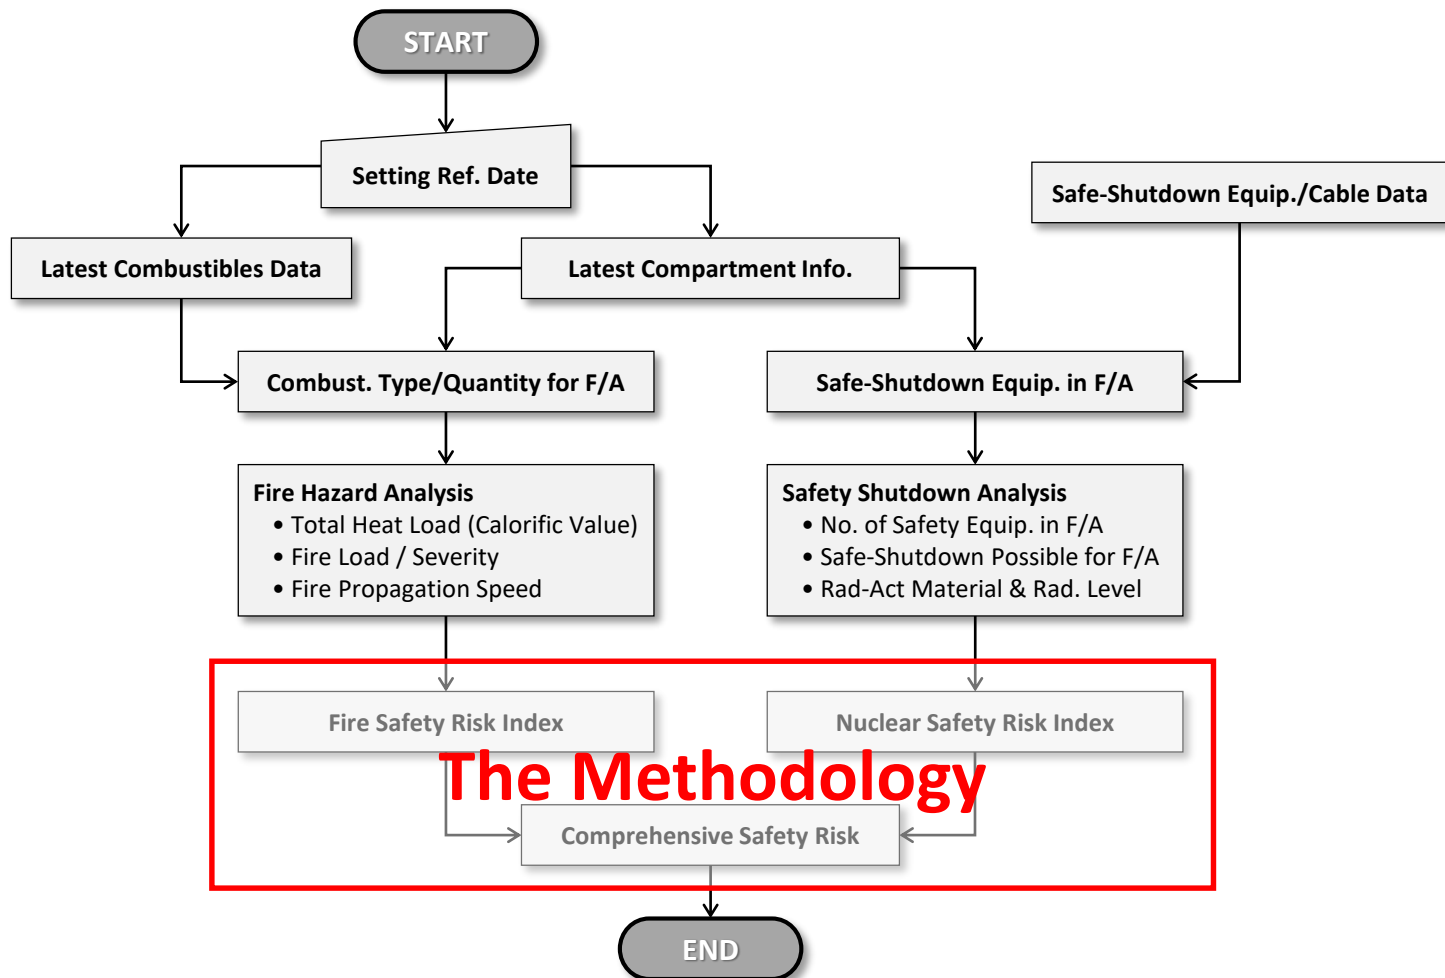 START
Setting Ref. Date
Safe-Shutdown Equip./Cable Data
Latest Combustibles Data
Latest Compartment Info.
Combust. Type/Quantity for F/A
Safe-Shutdown Equip. in F/A
Fire Hazard Analysis
• Total Heat Load (Calorific Value)
• Fire Load / Severity
• Fire Propagation Speed
Safety Shutdown Analysis
• No. of Safety Equip. in F/A
• Safe-Shutdown Possible for F/A
• Rad-Act Material & Rad. Level
Fire Safety Risk Index
Nuclear Safety Risk Index
The Methodology
Comprehensive Safety Risk
END